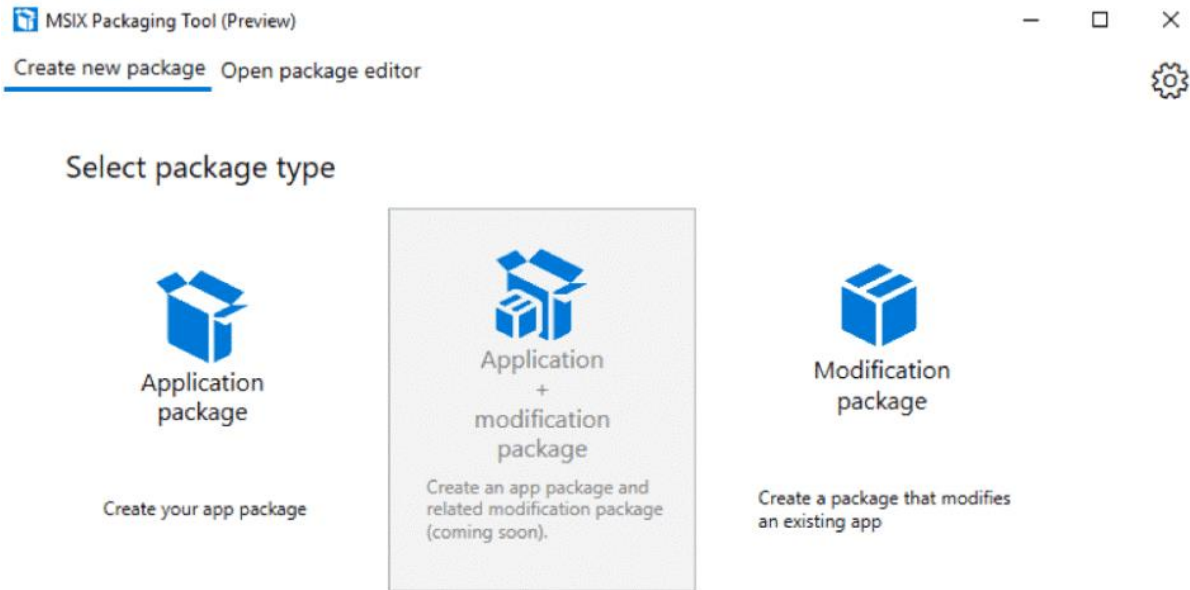 MSIX Packaging Tool (Preview)
Create new package Open package editor
Select package type
Application
package
Create your app package
Application
+
modification
package
Create an app package and
related modification package
(coming soon).
Modification
package
Create a package that modifies
an existing app